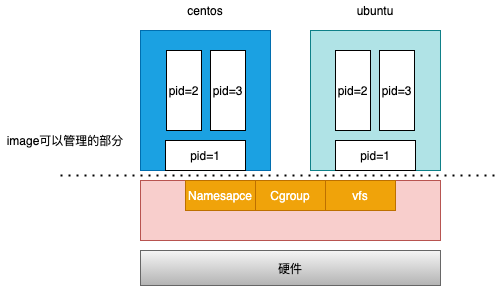 centos
ubuntu
pid=2
pid=3
pid=2
pid=3
image可以管理的部分
pid=1
pid=1
Namesapce
Cgroup
vfs
硬件